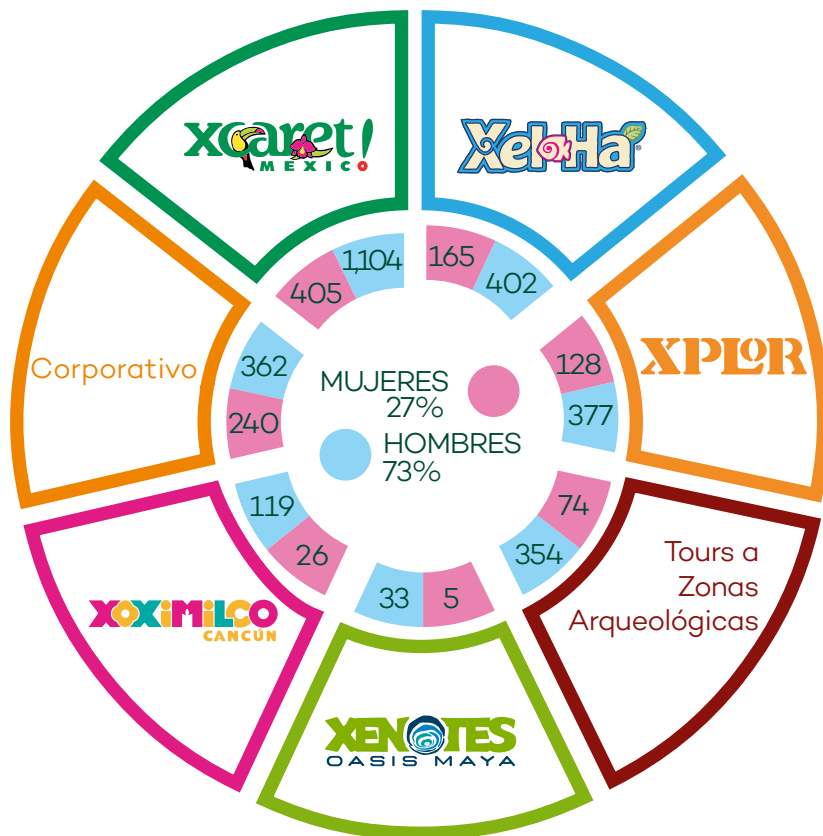 xcaret!
MEXICO
Xel-Há
®
1,104
405
165
402
Corporativo
362
240
MUJERES
27%
HOMBRES
73%
128
377
XPLOR
119
26
74
354
Tours a
Zonas
Arqueológicas
33
5
XOXIMILCO
CANCÚN
XENOTES
OASIS MAYA